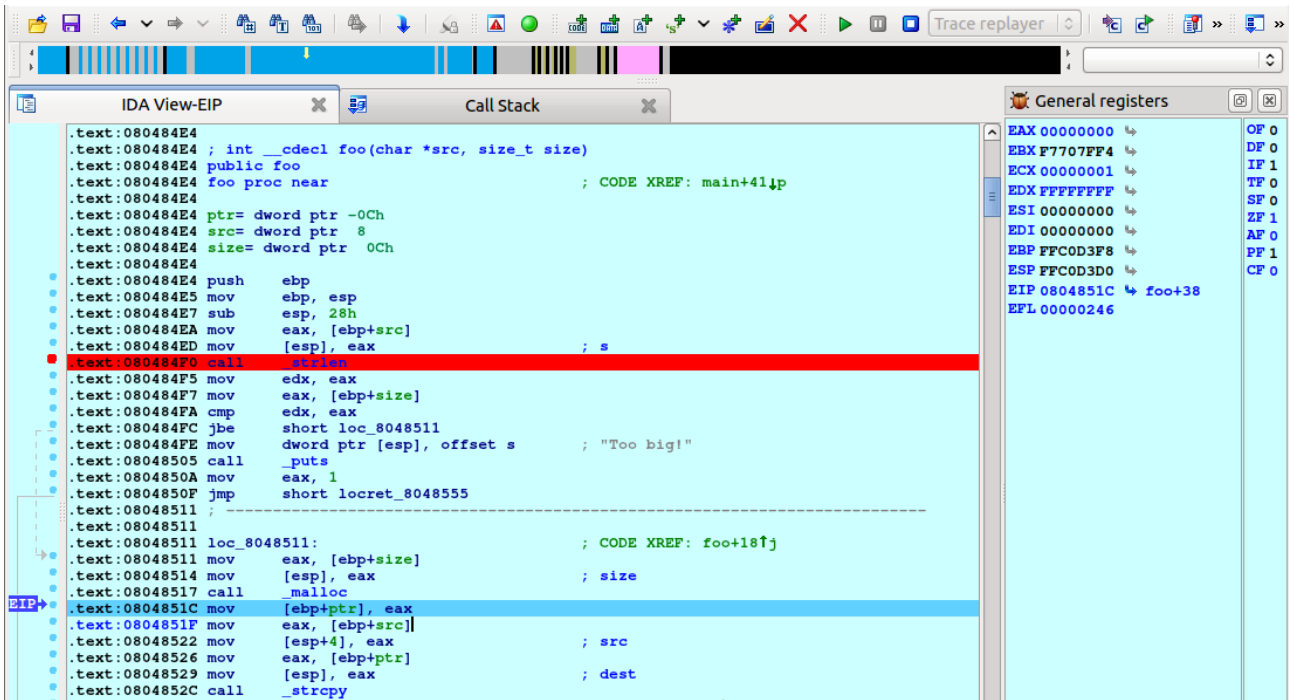 Trace replayer
IDA View-EIP
Call Stack
General registers
.text:080484E4
.text:080484E4 ; int __cdecl foo(char *src, size_t size)
.text:080484E4 public foo
.text:080484E4 foo proc near ; CODE XREF: main+41↓p
.text:080484E4
.text:080484E4 ptr= dword ptr -0Ch
.text:080484E4 src= dword ptr 8
.text:080484E4 size= dword ptr 0Ch
.text:080484E4
.text:080484E4 push ebp
.text:080484E5 mov ebp, esp
.text:080484E7 sub esp, 28h
.text:080484EA mov eax, [ebp+src]
.text:080484ED mov [esp], eax ; s
.text:080484F0 call _strlen
.text:080484F5 mov edx, eax
.text:080484F7 mov eax, [ebp+size]
.text:080484FA cmp edx, eax
.text:080484FC jbe short loc_8048511
.text:080484FE mov dword ptr [esp], offset s ; "Too big!"
.text:08048505 call _puts
.text:0804850A mov eax, 1
.text:0804850F jmp short locret_8048555
.text:08048511 ; ---------------------------------------------------------------------------
.text:08048511
.text:08048511 loc_8048511: ; CODE XREF: foo+18↑j
.text:08048511 mov eax, [ebp+size]
.text:08048514 mov [esp], eax ; size
.text:08048517 call _malloc
EIP .text:0804851C mov [ebp+ptr], eax
.text:0804851F mov eax, [ebp+src]
.text:08048522 mov [esp+4], eax ; src
.text:08048526 mov eax, [ebp+ptr]
.text:08048529 mov [esp], eax ; dest
.text:0804852C call _strcpy
EAX 00000000
EBX F7707FF4
ECX 00000001
EDX FFFFFFFF
ESI 00000000
EDI 00000000
EBP FFC0D3F8
ESP FFC0D3D0
EIP 0804851C foo+38
EFL 00000246
OF 0
DF 0
IF 1
TF 0
SF 0
ZF 1
AF 0
PF 1
CF 0